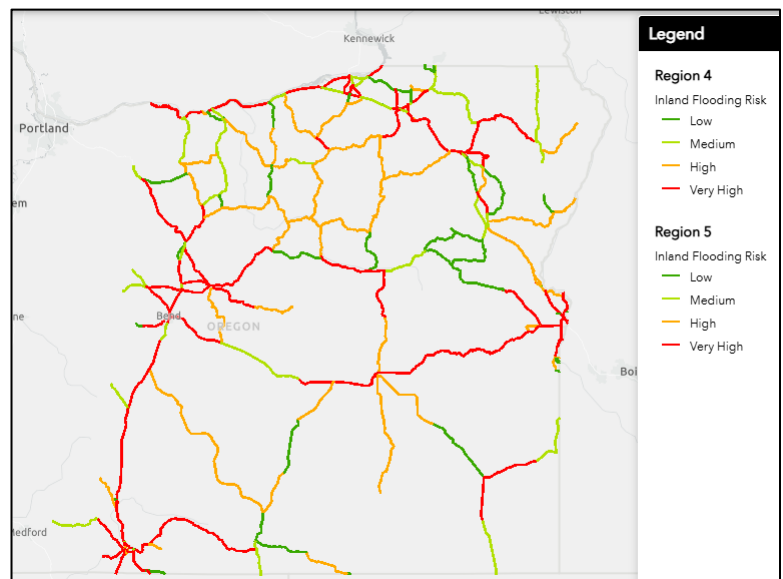 Lewiston
Kennewick
Portland
em
ne
Bend
OREGON
Boi
Medford
Legend
Region 4
Inland Flooding Risk
Low
Medium
High
Very High
Region 5
Inland Flooding Risk
Low
Medium
High
Very High